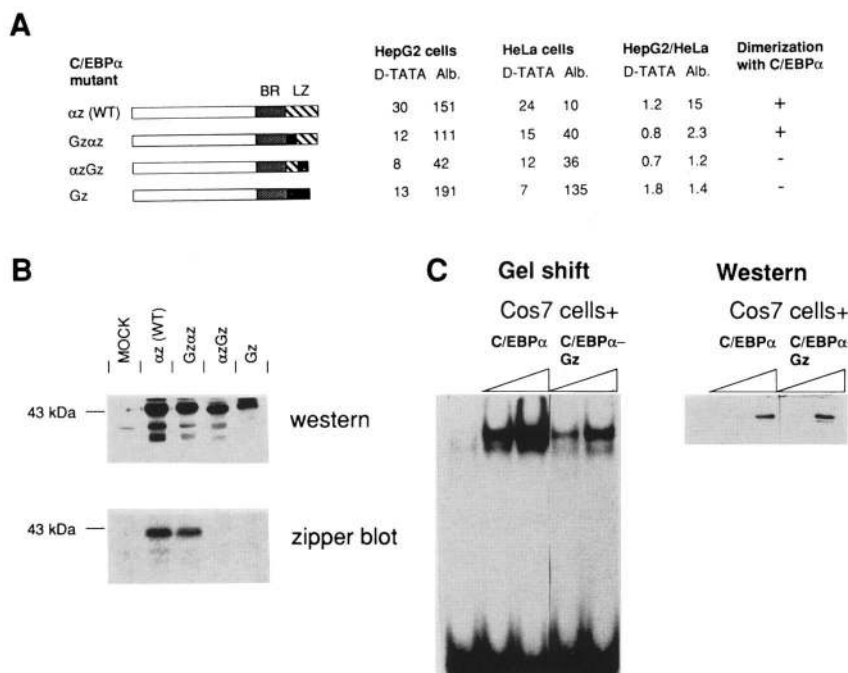 A
C/EBPα mutant
BR LZ
HepG2 cells HeLa cells HepG2/HeLa Dimerization with C/EBPα
D-TATA Alb. D-TATA Alb. D-TATA Alb.
αz (WT) 30 151 24 10 1.2 15 +
Gzαz 12 111 15 40 0.8 2.3 +
αzGz 8 42 12 36 0.7 1.2 -
Gz 13 191 7 135 1.8 1.4 -
B
MOCK αz (WT) Gzαz αzGz Gz
43 kDa western
43 kDa zipper blot
C
Gel shift Western
Cos7 cells+ Cos7 cells+
C/EBPα C/EBPα–Gz C/EBPα C/EBPα Gz